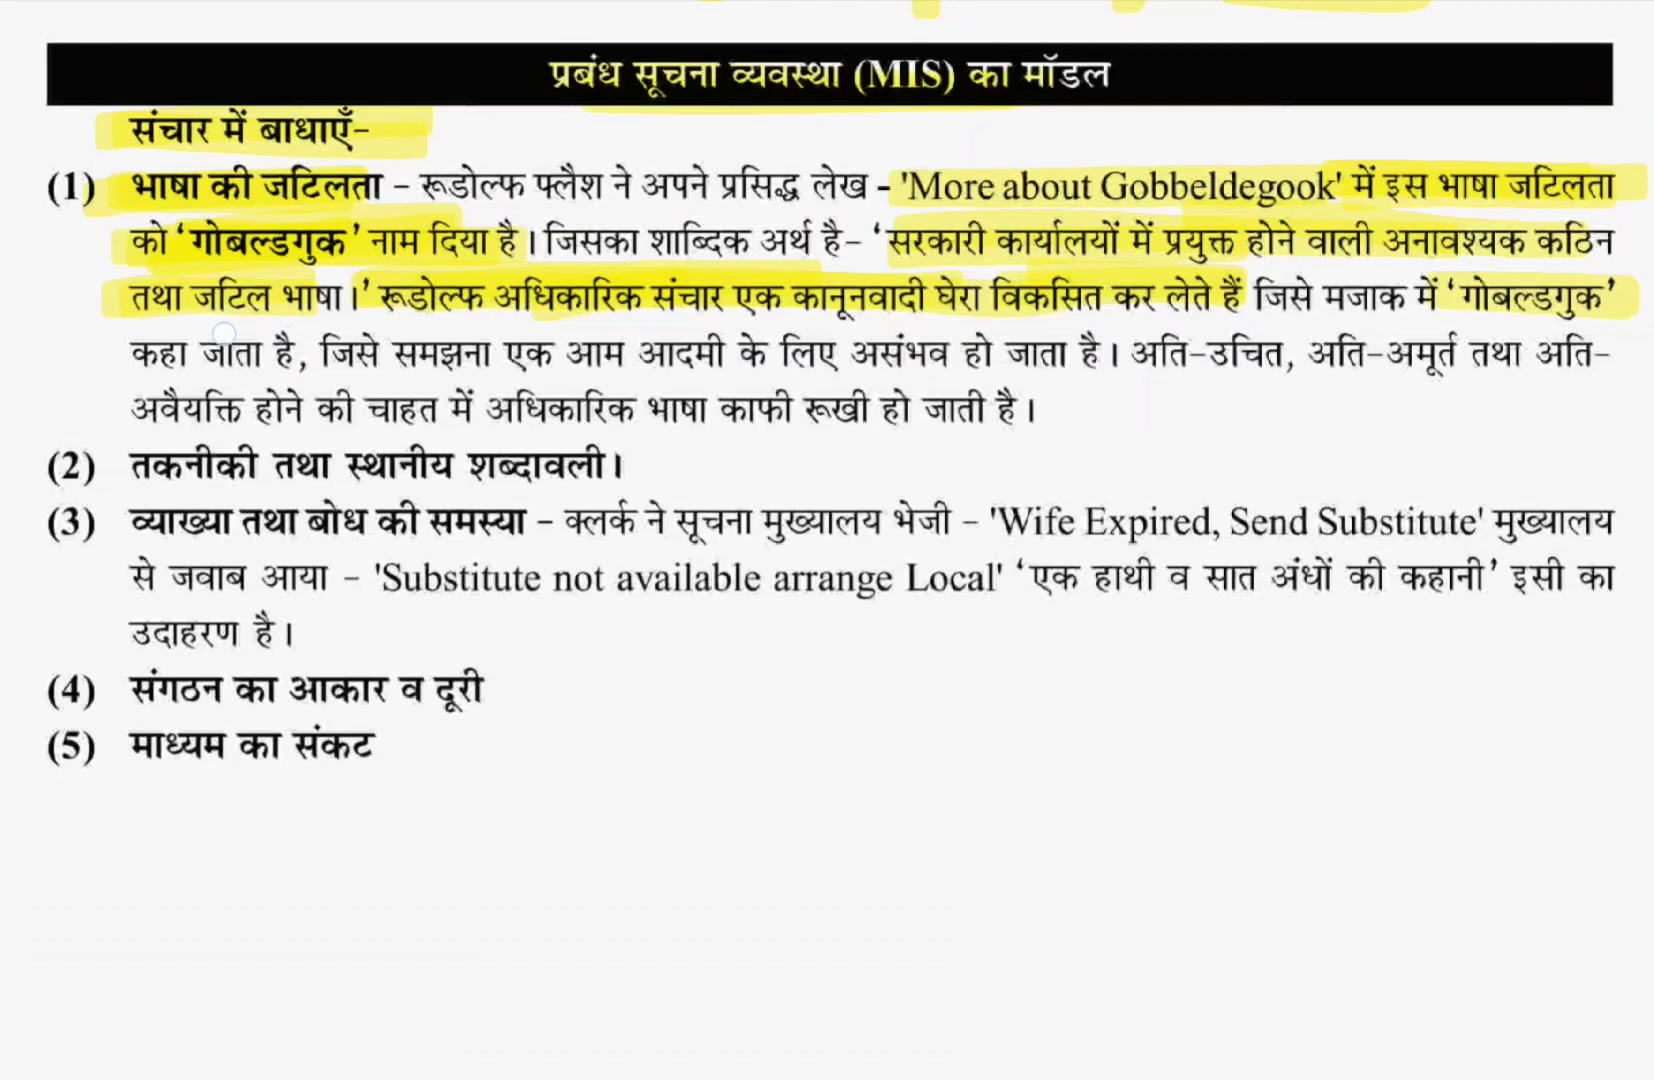 प्रबंध सूचना व्यवस्था (MIS) का मॉडल
संचार में बाधाएँ-
(1) भाषा की जटिलता - रूडोल्फ फ्लैश ने अपने प्रसिद्ध लेख - 'More about Gobbeldegook' में इस भाषा जटिलता
को ‘गोबल्डगुक’ नाम दिया है। जिसका शाब्दिक अर्थ है- ‘सरकारी कार्यालयों में प्रयुक्त होने वाली अनावश्यक कठिन
तथा जटिल भाषा।’ रूडोल्फ अधिकारिक संचार एक कानूनवादी घेरा विकसित कर लेते हैं जिसे मजाक में ‘गोबल्डगुक’
कहा जाता है, जिसे समझना एक आम आदमी के लिए असंभव हो जाता है। अति-उचित, अति-अमूर्त तथा अति-
अवैयक्ति होने की चाहत में अधिकारिक भाषा काफी रूखी हो जाती है।
(2) तकनीकी तथा स्थानीय शब्दावली।
(3) व्याख्या तथा बोध की समस्या - क्लर्क ने सूचना मुख्यालय भेजी - 'Wife Expired, Send Substitute' मुख्यालय
से जवाब आया - 'Substitute not available arrange Local' ‘एक हाथी व सात अंधों की कहानी’ इसी का
उदाहरण है।
(4) संगठन का आकार व दूरी
(5) माध्यम का संकट